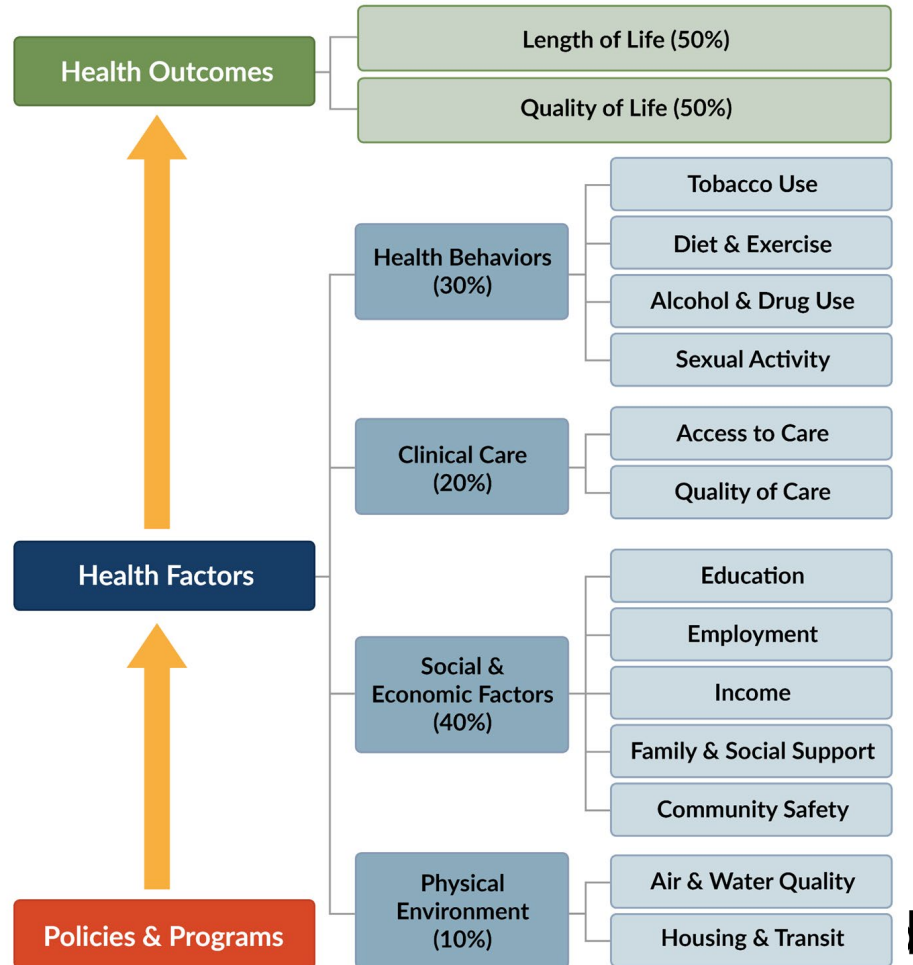 Health Outcomes
Length of Life (50%)
Quality of Life (50%)
Health Factors
Health Behaviors
(30%)
Tobacco Use
Diet & Exercise
Alcohol & Drug Use
Sexual Activity
Clinical Care
(20%)
Access to Care
Quality of Care
Social &
Economic Factors
(40%)
Education
Employment
Income
Family & Social Support
Community Safety
Physical
Environment
(10%)
Air & Water Quality
Housing & Transit
Policies & Programs